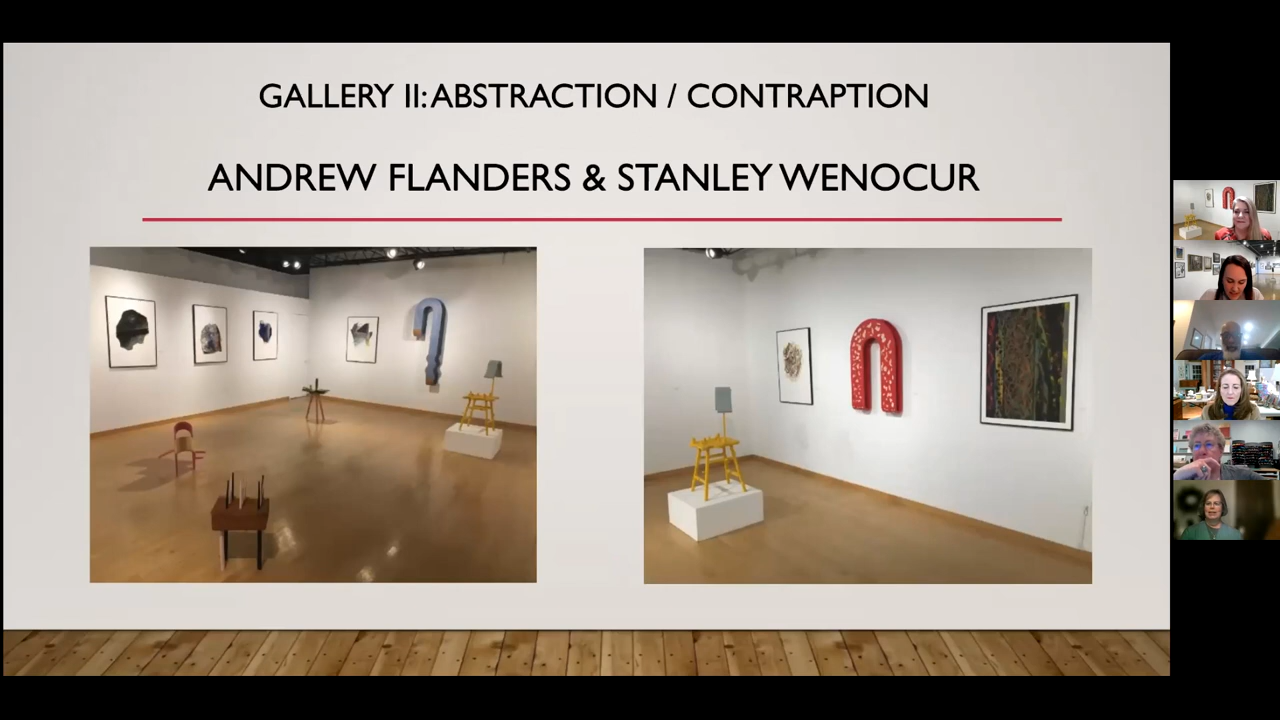 GALLERY II: ABSTRACTION / CONTRAPTION
ANDREW FLANDERS & STANLEY WENOCUR